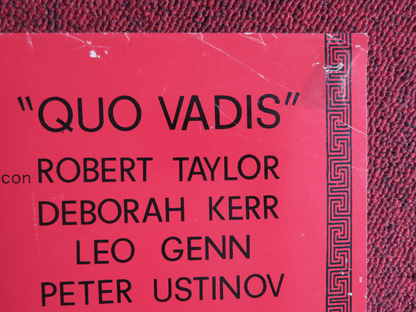 "QUO VADIS"
con ROBERT TAYLOR
DEBORAH KERR
LEO GENN
PETER USTINOV